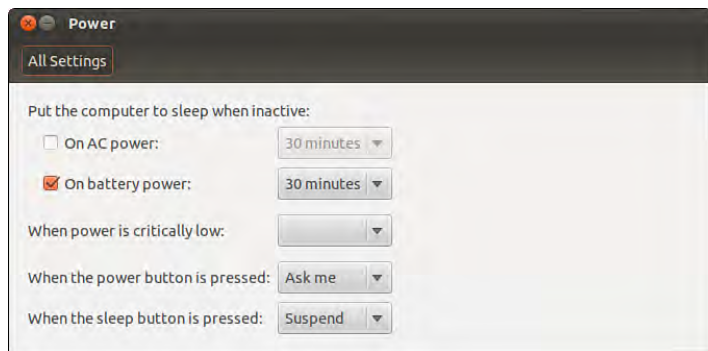 Power
All Settings
Put the computer to sleep when inactive:
On AC power: 30 minutes
On battery power: 30 minutes
When power is critically low:
When the power button is pressed: Ask me
When the sleep button is pressed: Suspend